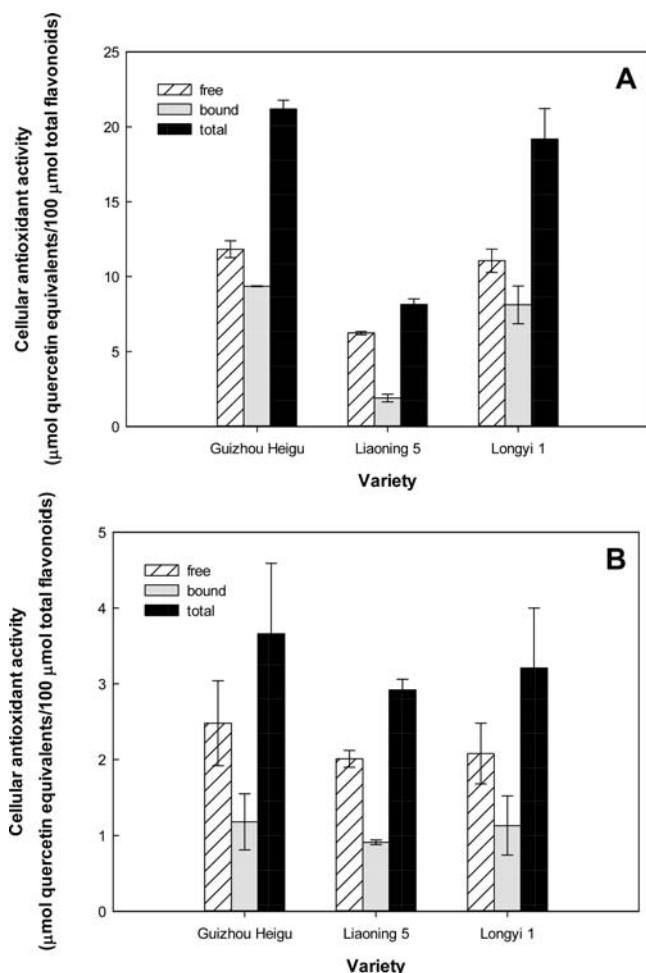 A
free
bound
total
25
20
15
10
5
0
Cellular antioxidant activity
(μmol quercetin equivalents/100 μmol total flavonoids)
Guizhou Heigu
Liaoning 5
Longyi 1
Variety
B
free
bound
total
5
4
3
2
1
0
Cellular antioxidant activity
(μmol quercetin equivalents/100 μmol total flavonoids)
Guizhou Heigu
Liaoning 5
Longyi 1
Variety